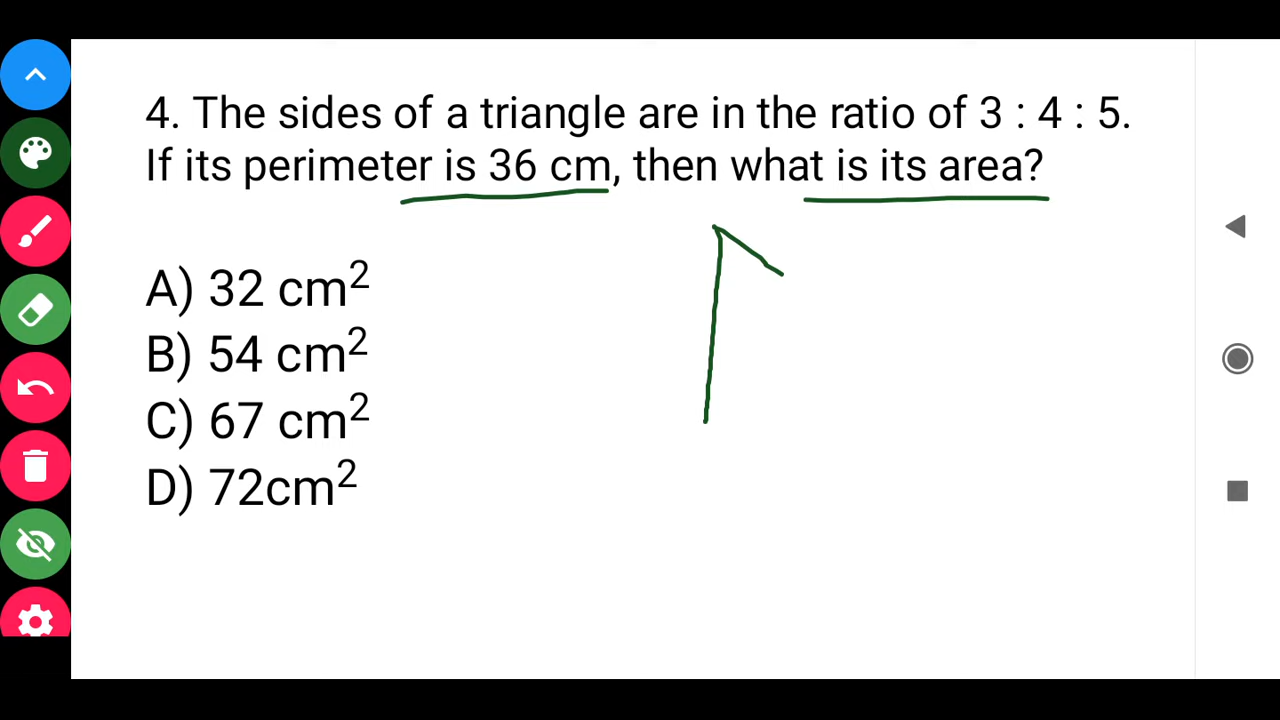 4. The sides of a triangle are in the ratio of 3 : 4 : 5.
If its perimeter is 36 cm, then what is its area?
A) 32 cm²
B) 54 cm²
C) 67 cm²
D) 72cm²